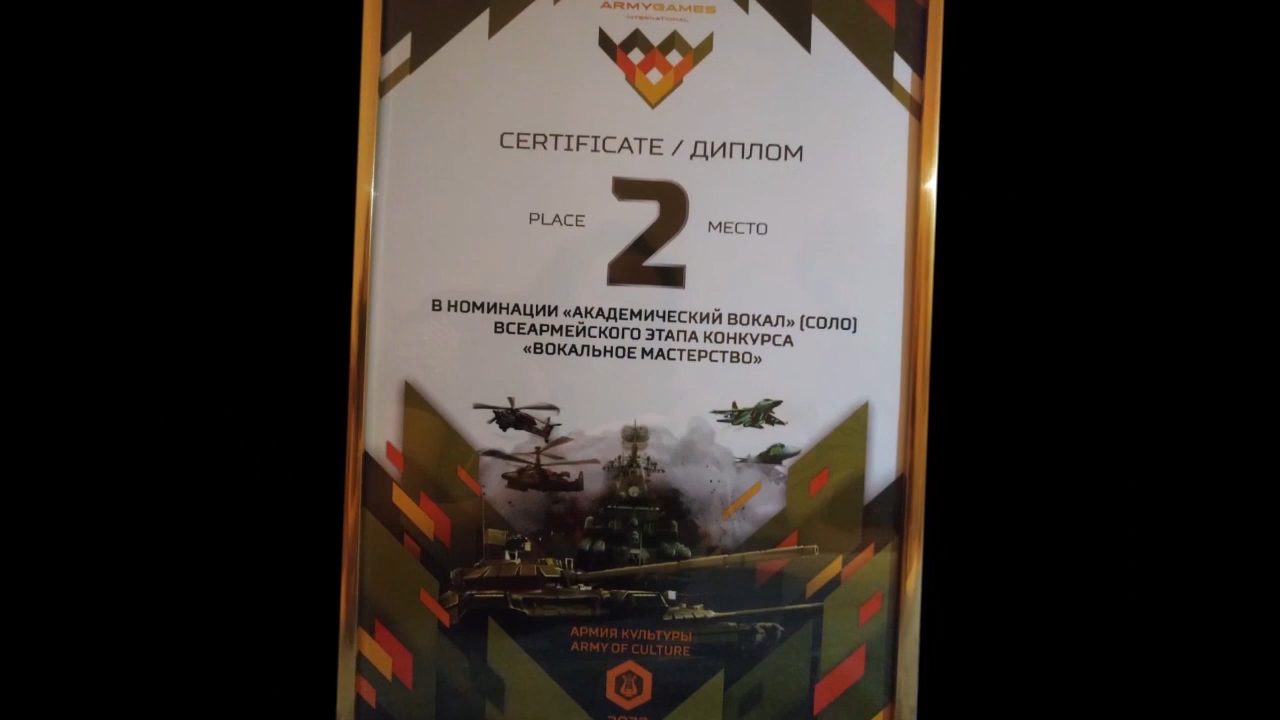 ARMYGAMES
INTERNATIONAL
CERTIFICATE / ДИПЛОМ
PLACE 2 МЕСТО
В НОМИНАЦИИ «АКАДЕМИЧЕСКИЙ ВОКАЛ» (СОЛО)
ВСЕАРМЕЙСКОГО ЭТАПА КОНКУРСА
«ВОКАЛЬНОЕ МАСТЕРСТВО»
АРМИЯ КУЛЬТУРЫ
ARMY OF CULTURE